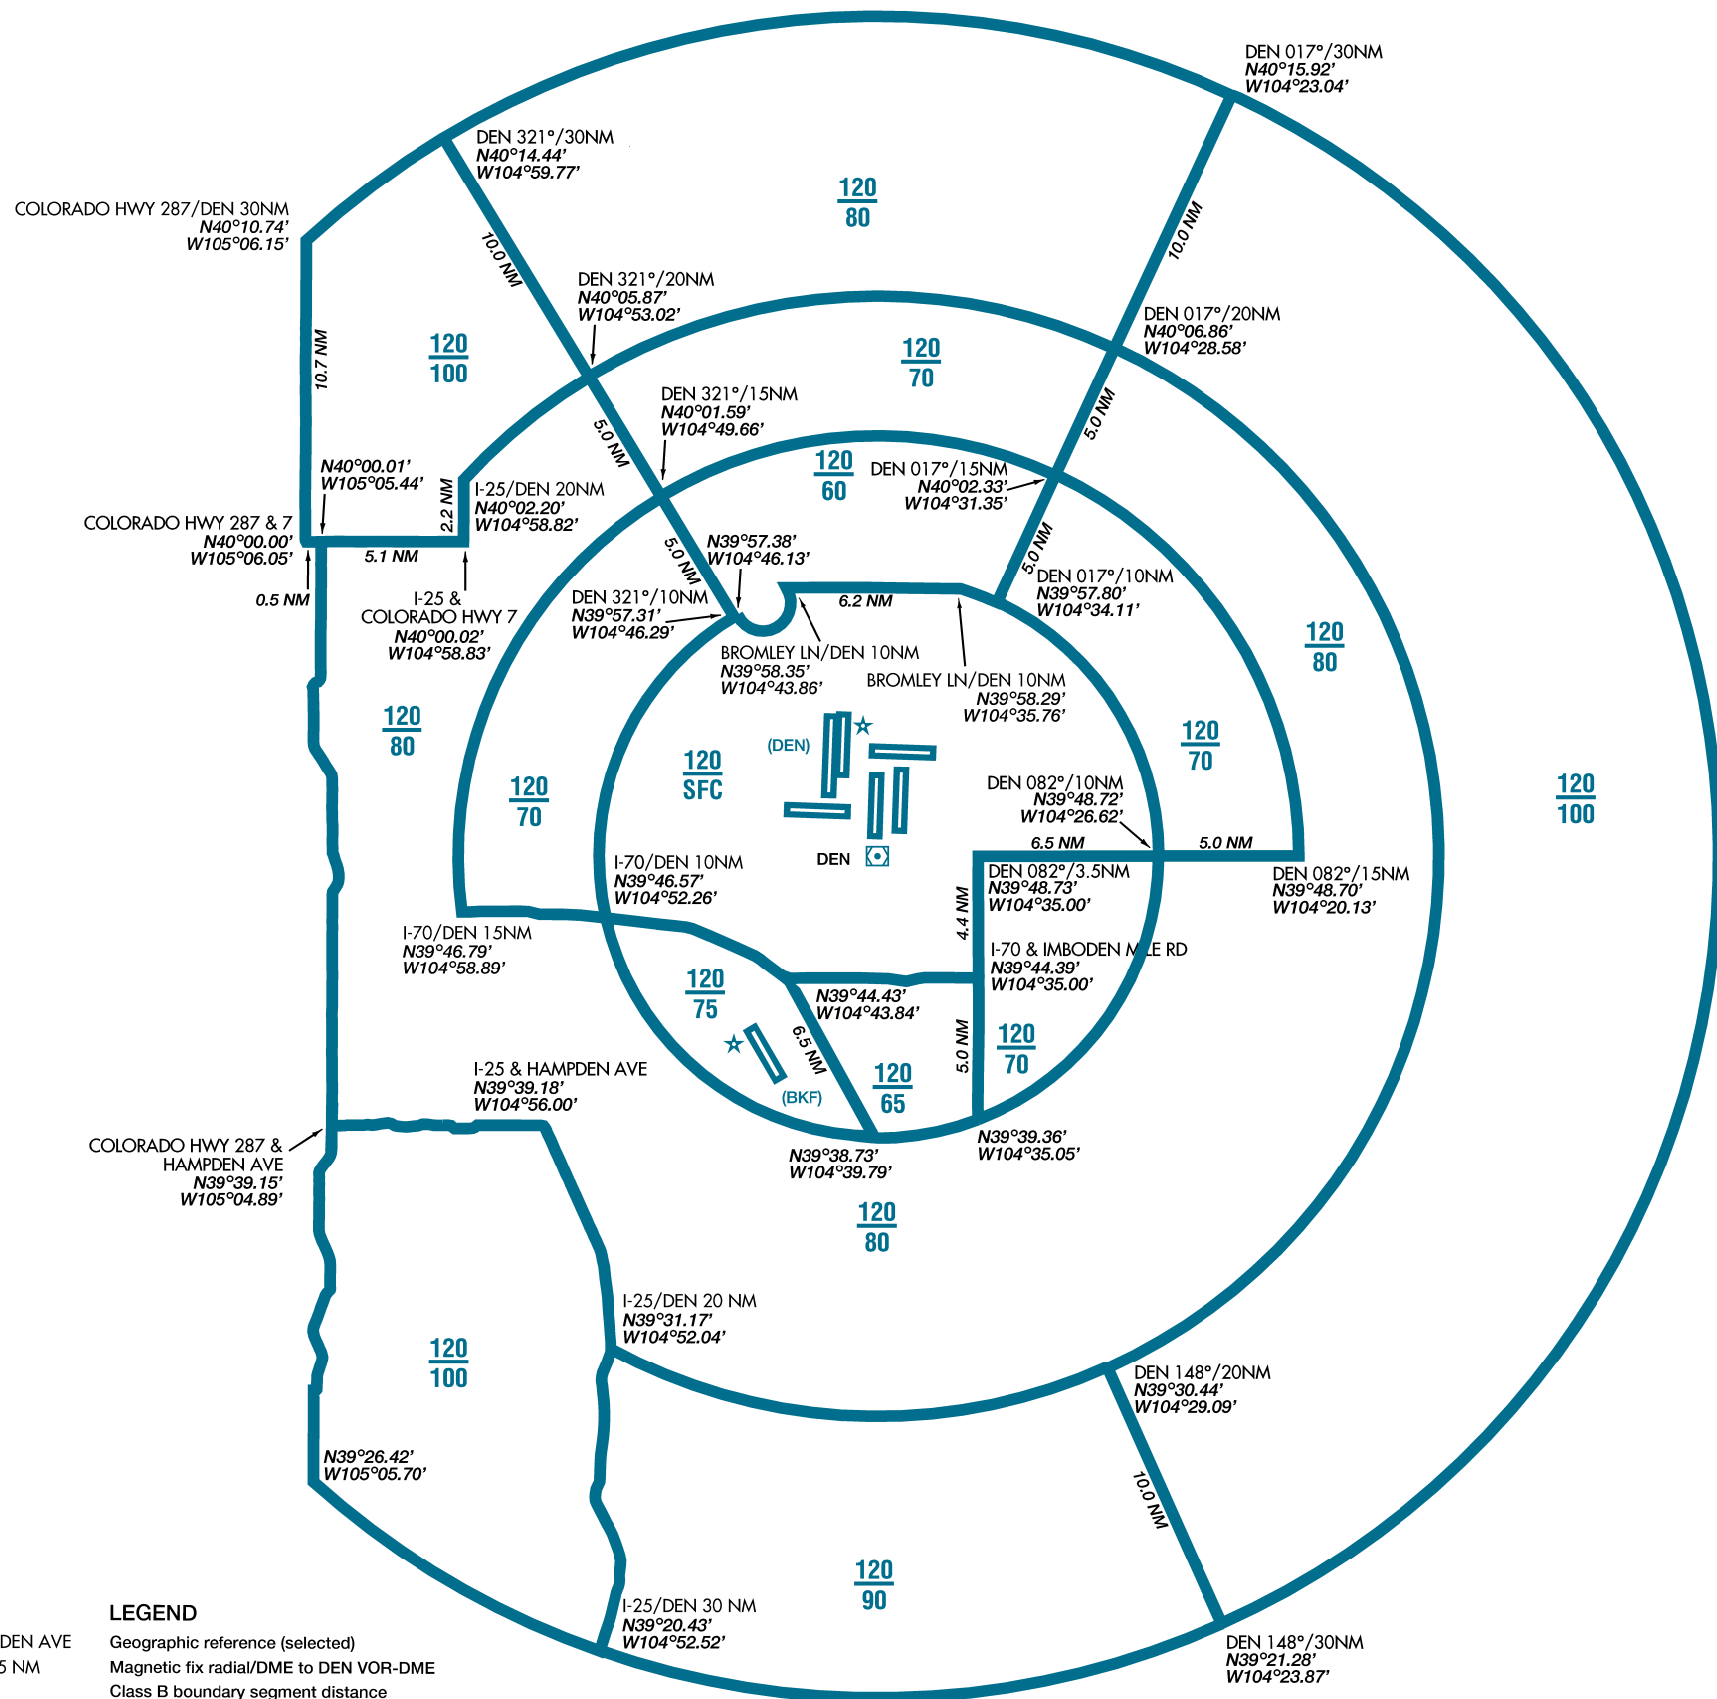 DEN 017°/30NM
N40°15.92’
W104°23.04’
DEN 321°/30NM
N40°14.44’
W104°59.77’
120
80
COLORADO HWY 287/DEN 30NM
N40°10.74’
W105°06.15’
10.0 NM
10.0 NM
DEN 321°/20NM
N40°05.87’
W104°53.02’
DEN 017°/20NM
N40°06.86’
W104°28.58’
10.7 NM
120
100
120
70
DEN 321°/15NM
N40°01.59’
W104°49.66’
5.0 NM
5.0 NM
120
60
DEN 017°/15NM
N40°02.33’
W104°31.35’
N40°00.01’
W105°05.44’
2.2 NM
I-25/DEN 20NM
N40°02.20’
W104°58.82’
COLORADO HWY 287 & 7
N40°00.00’
W105°06.05’
5.1 NM
0.5 NM
I-25 &
COLORADO HWY 7
N40°00.02’
W104°58.83’
5.0 NM
N39°57.38’
W104°46.13’
5.0 NM
DEN 321°/10NM
N39°57.31’
W104°46.29’
6.2 NM
DEN 017°/10NM
N39°57.80’
W104°34.11’
BROMLEY LN/DEN 10NM
N39°58.35’
W104°43.86’
BROMLEY LN/DEN 10NM
N39°58.29’
W104°35.76’
120
80
120
80
120
70
120
SFC
(DEN)
120
70
DEN 082°/10NM
N39°48.72’
W104°26.62’
120
100
DEN
6.5 NM
5.0 NM
I-70/DEN 10NM
N39°46.57’
W104°52.26’
DEN 082°/3.5NM
N39°48.73’
W104°35.00’
DEN 082°/15NM
N39°48.70’
W104°20.13’
4.4 NM
I-70/DEN 15NM
N39°46.79’
W104°58.89’
I-70 & IMBODEN MILE RD
N39°44.39’
W104°35.00’
120
75
N39°44.43’
W104°43.84’
6.5 NM
5.0 NM
120
70
120
65
(BKF)
I-25 & HAMPDEN AVE
N39°39.18’
W104°56.00’
COLORADO HWY 287 &
HAMPDEN AVE
N39°39.15’
W105°04.89’
N39°38.73’
W104°39.79’
N39°39.36’
W104°35.05’
120
80
I-25/DEN 20 NM
N39°31.17’
W104°52.04’
120
100
DEN 148°/20NM
N39°30.44’
W104°29.09’
N39°26.42’
W105°05.70’
10.0 NM
120
90
I-25/DEN 30 NM
N39°20.43’
W104°52.52’
DEN 148°/30NM
N39°21.28’
W104°23.87’
LEGEND
DEN AVE Geographic reference (selected)
5 NM Magnetic fix radial/DME to DEN VOR-DME
Class B boundary segment distance